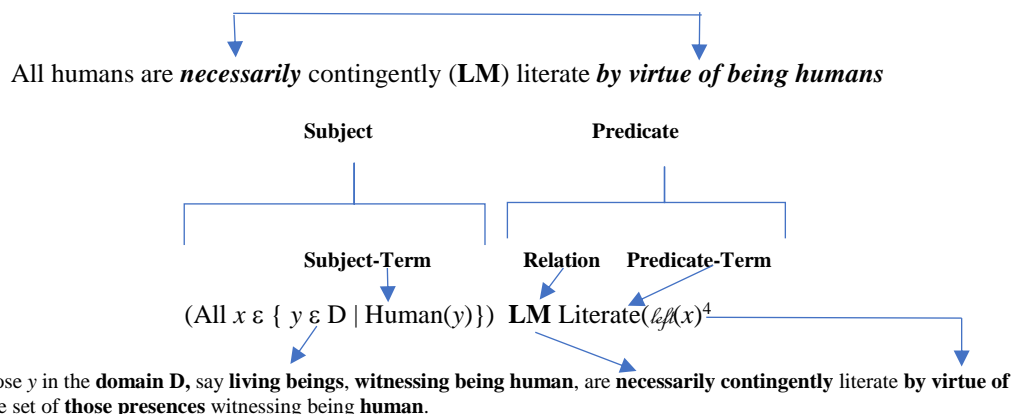 All humans are necessarily contingently (LM) literate by virtue of being humans
Subject Predicate
Subject-Term Relation Predicate-Term
(All x ε { y ε D | Human(y)}) LM Literate(left(x)4
ose y in the domain D, say living beings, witnessing being human, are necessarily contingently literate by virtue of
e set of those presences witnessing being human.